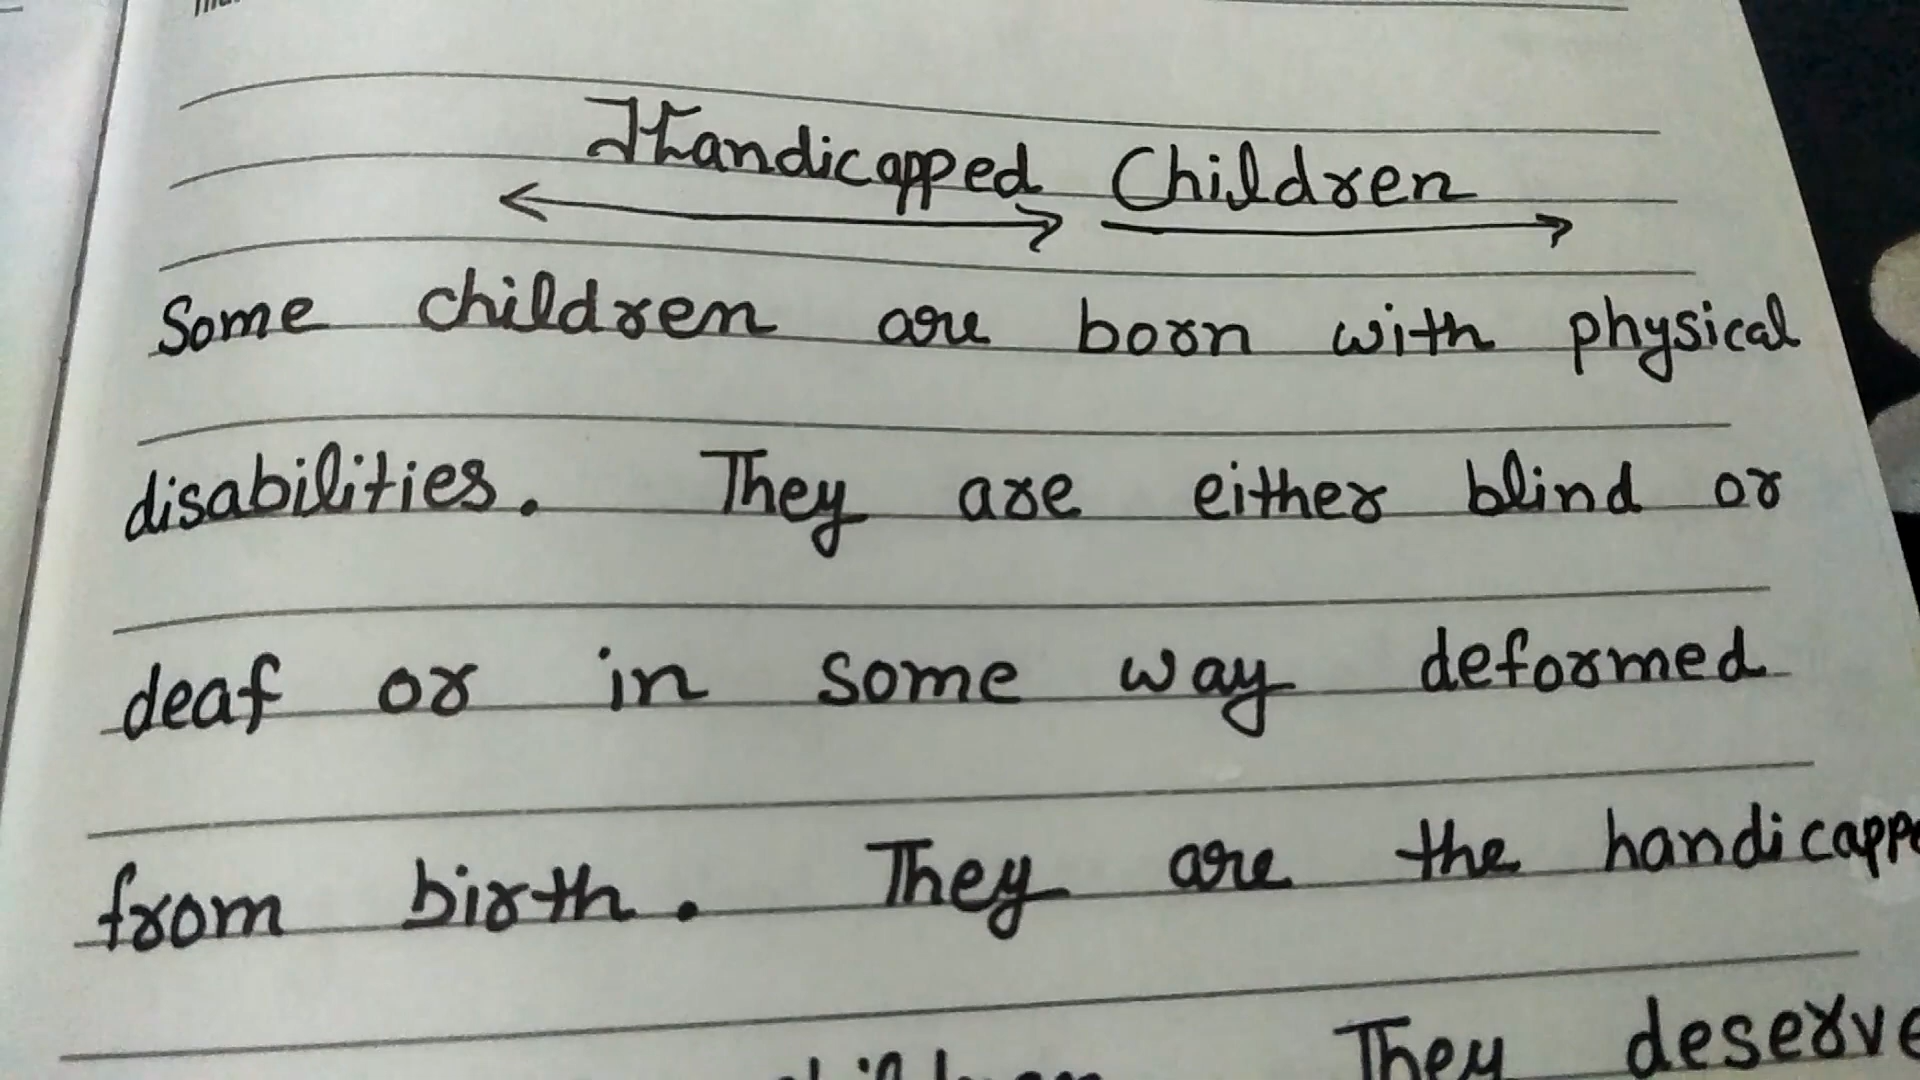 Handicapped Children
Some children are born with physical
disabilities. They are either blind or
deaf or in some way deformed
from birth. They are the handicappe
They deserve